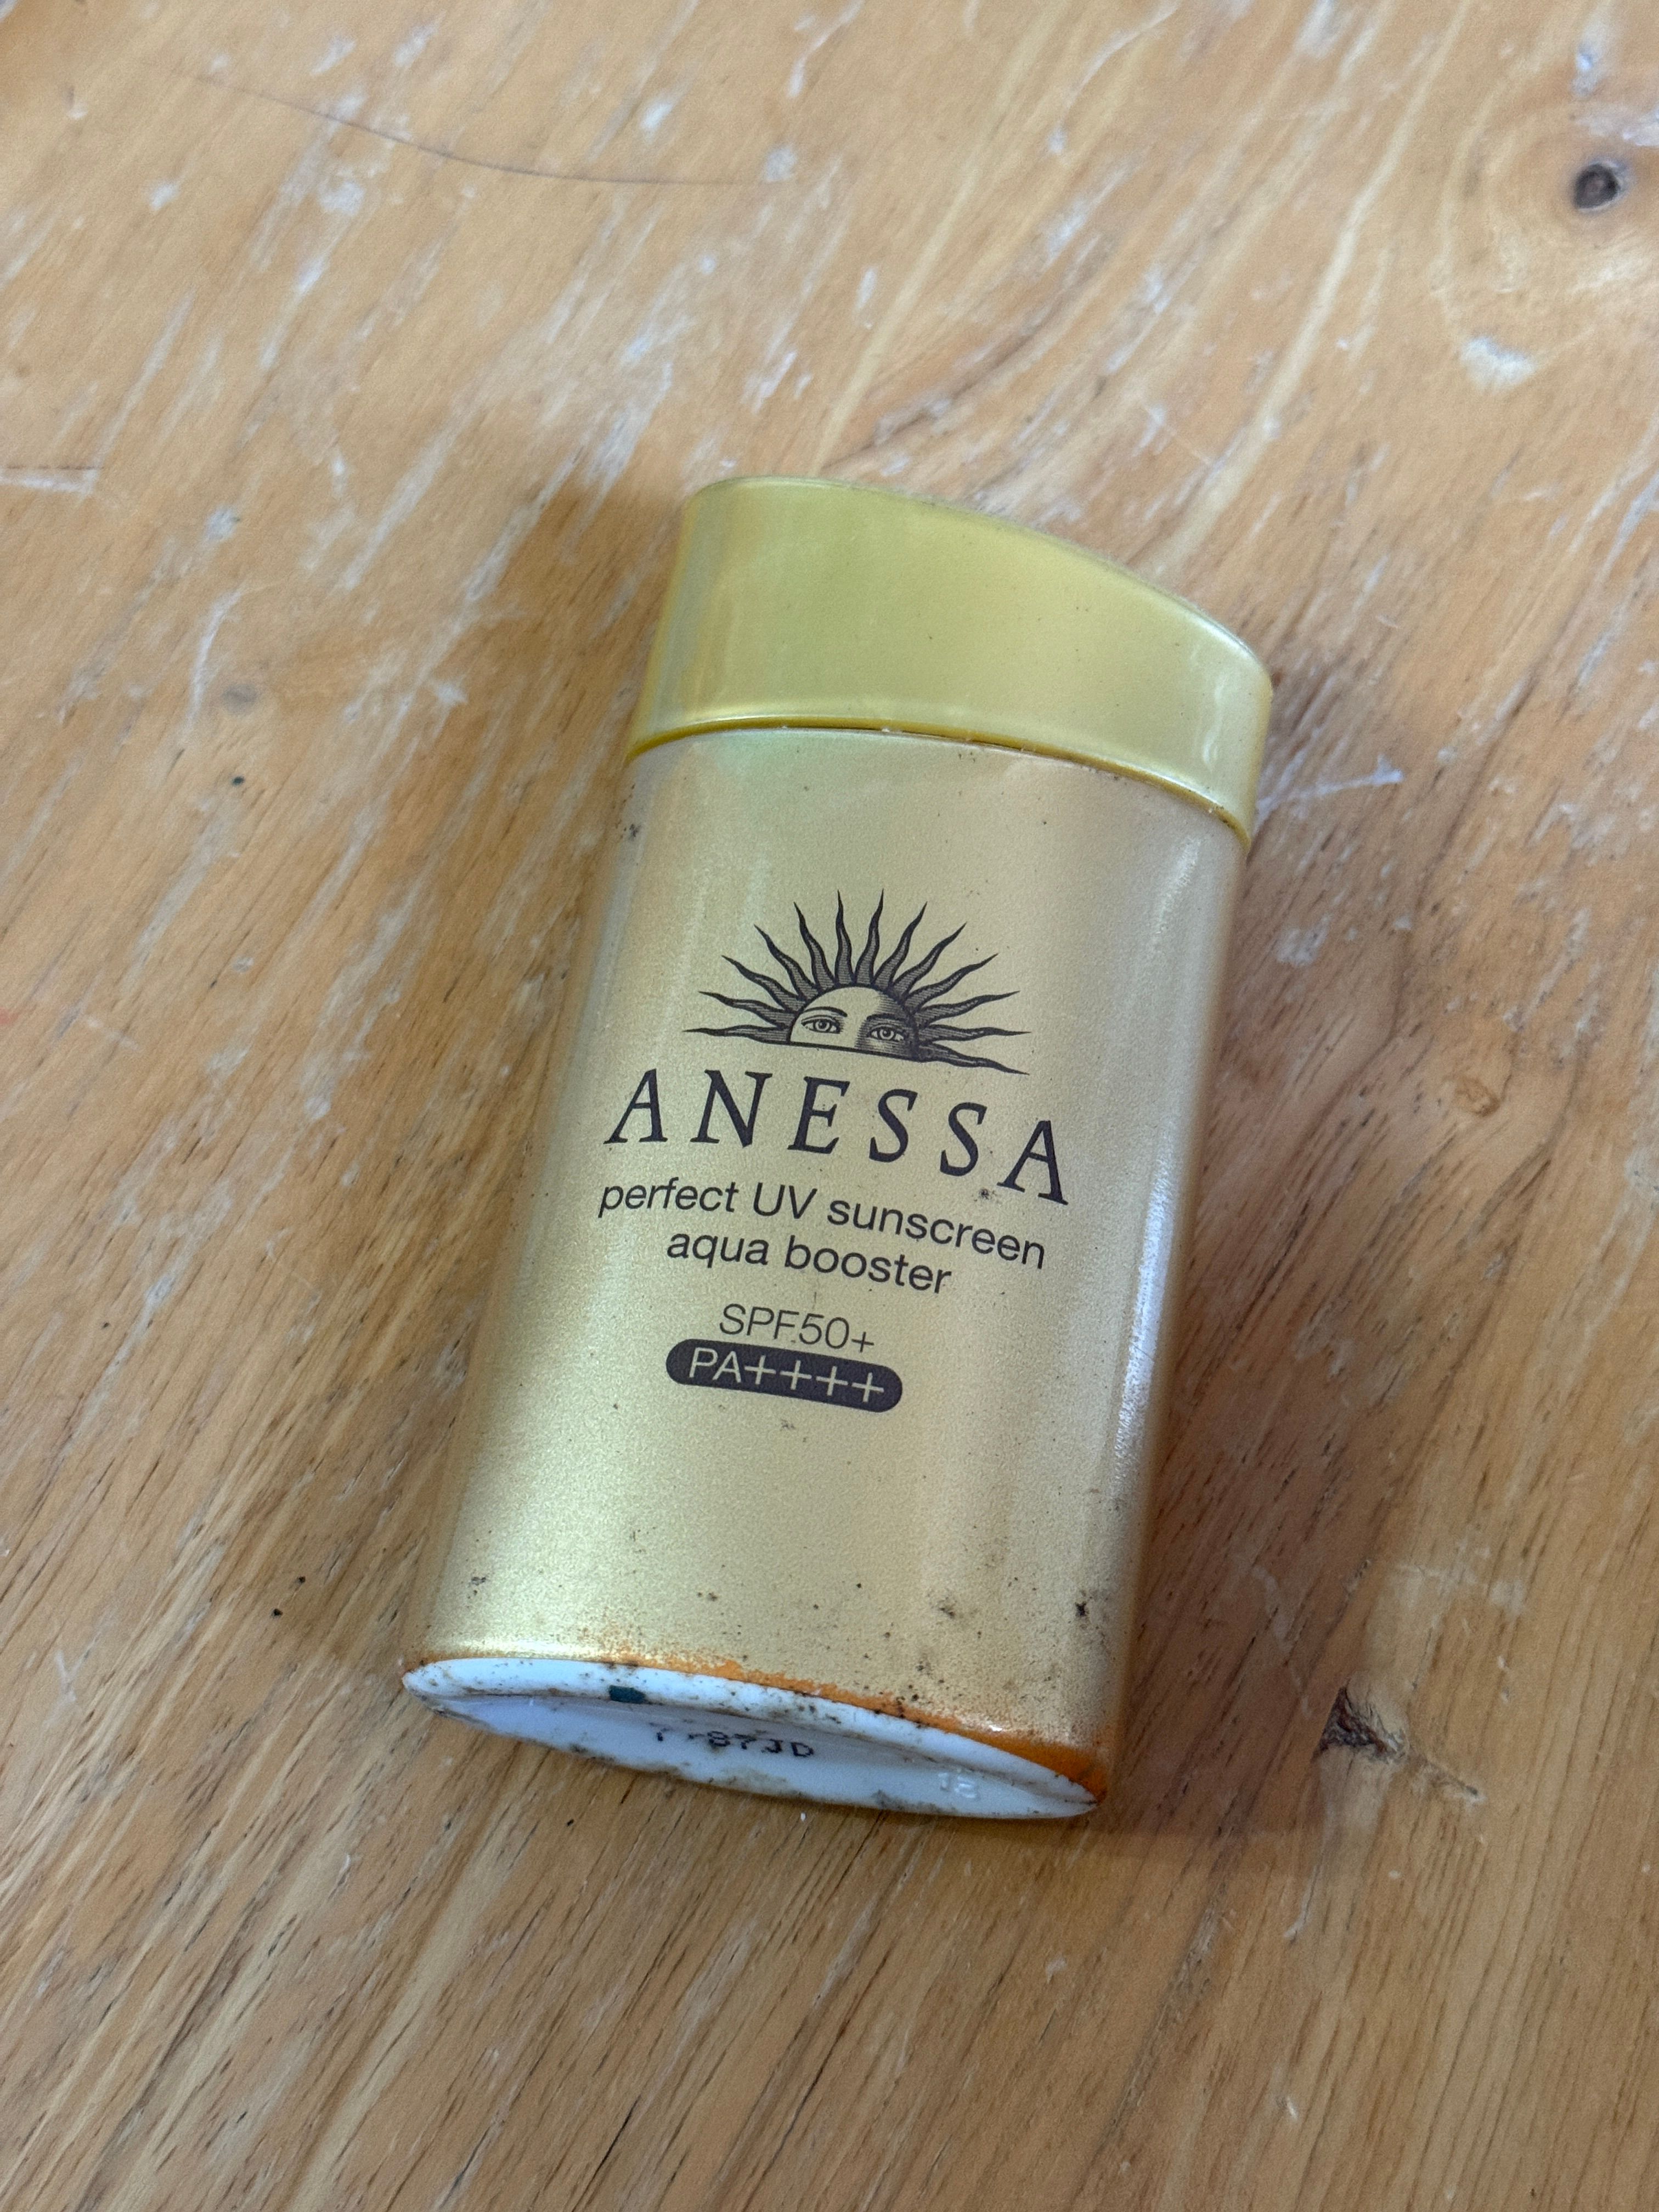 ANESSA
perfect UV sunscreen
aqua booster
SPF50+
PA++++